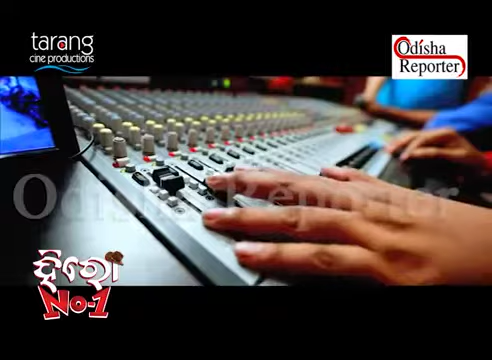 tarang
cine productions
Odisha
Reporter
Odisha Reporter
ହିରୋ
No-1